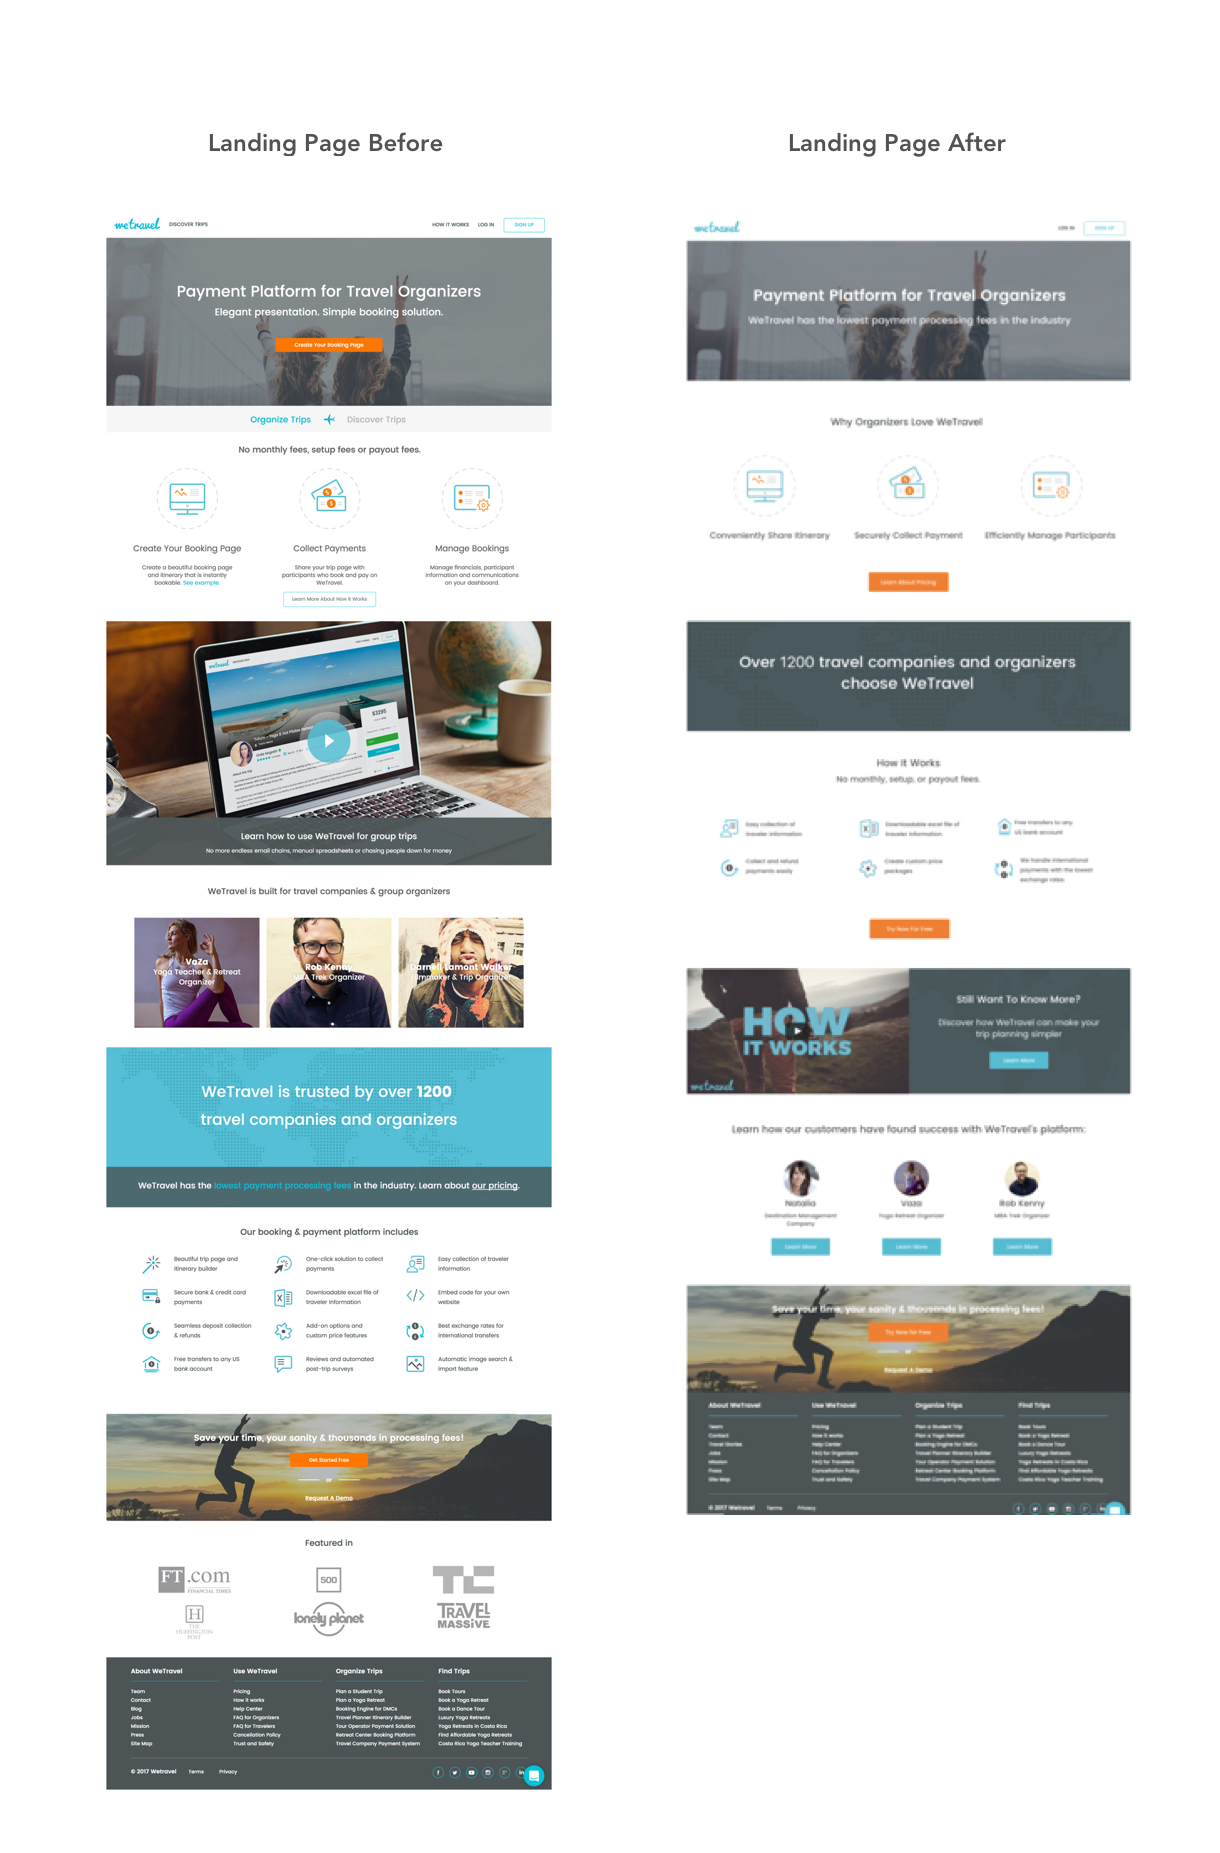 Landing Page Before
wetravel DISCOVER TRIPS HOW IT WORKS LOG IN SIGN UP
Payment Platform for Travel Organizers
Elegant presentation. Simple booking solution.
Create Your Booking Page
Organize Trips Discover Trips
No monthly fees, setup fees or payout fees.
Create Your Booking Page
Create a beautiful booking page
and itinerary that is instantly
bookable. See example.
Collect Payments
Share your trip page with
participants who book and pay on
WeTravel.
Manage Bookings
Manage financials, participant
information and communications
on your dashboard.
Learn More About How It Works
wetravel
$3295
Learn how to use WeTravel for group trips
No more endless email chains, manual spreadsheets or chasing people down for money
WeTravel is built for travel companies & group organizers
VaZa
Yoga Teacher & Retreat
Organizer
Rob Kenny
MBA Trek Organizer
Darnell Lamont Walker
Filmmaker & Trip Organizer
WeTravel is trusted by over 1200
travel companies and organizers
WeTravel has the lowest payment processing fees in the industry. Learn about our pricing.
Our booking & payment platform includes
Beautiful trip page and
itinerary builder
One-click solution to collect
payments
Easy collection of traveler
information
Secure bank & credit card
payments
Downloadable excel file of
traveler information
Embed code for your own
website
Seamless deposit collection
& refunds
Add-on options and
custom price features
Best exchange rates for
international transfers
Free transfers to any US
bank account
Reviews and automated
post-trip surveys
Automatic image search &
import feature
Save your time, your sanity & thousands in processing fees!
Get Started Free
or
Request A Demo
Featured in
FT.com
FINANCIAL TIMES
500
TC
H
THE
HUFFINGTON
POST
lonely planet
TRAVEL
MASSIVE
About WeTravel
Team
Contact
Blog
Jobs
Mission
Press
Site Map
Use WeTravel
Pricing
How it works
Help Center
FAQ for Organizers
FAQ for Travelers
Cancellation Policy
Trust and Safety
Organize Trips
Plan a Student Trip
Plan a Yoga Retreat
Booking Engine for DMCs
Travel Planner Itinerary Builder
Tour Operator Payment Solution
Retreat Center Booking Platform
Travel Company Payment System
Find Trips
Book Tours
Book a Yoga Retreat
Book a Dance Tour
Luxury Yoga Retreats
Yoga Retreats in Costa Rica
Find Affordable Yoga Retreats
Costa Rica Yoga Teacher Training
© 2017 Wetravel Terms Privacy
Landing Page After
wetravel LOG IN SIGN UP
Payment Platform for Travel Organizers
WeTravel has the lowest payment processing fees in the industry
Why Organizers Love WeTravel
Conveniently Share Itinerary
Securely Collect Payment
Efficiently Manage Participants
Learn About Pricing
Over 1200 travel companies and organizers
choose WeTravel
How It Works
No monthly, setup, or payout fees.
Easy collection of
traveler information
Downloadable excel file of
traveler information
Free transfers to any
US bank account
Collect and refund
payments easily
Create custom price
packages
We handle international
payments with the lowest
exchange rates
Try Now For Free
HOW
IT WORKS
wetravel
Still Want To Know More?
Discover how WeTravel can make your
trip planning simpler
Learn More
Learn how our customers have found success with WeTravel's platform:
Natalia
Destination Management
Company
Learn More
Vaza
Yoga Retreat Organizer
Learn More
Rob Kenny
MBA Trek Organizer
Learn More
Save your time, your sanity & thousands in processing fees!
Try Now for Free
or
Request A Demo
About WeTravel
Team
Contact
Travel Stories
Jobs
Mission
Press
Site Map
Use WeTravel
Pricing
How it works
Help Center
FAQ for Organizers
FAQ for Travelers
Cancellation Policy
Trust and Safety
Organize Trips
Plan a Student Trip
Plan a Yoga Retreat
Booking Engine for DMCs
Travel Planner Itinerary Builder
Tour Operator Payment Solution
Retreat Center Booking Platform
Travel Company Payment System
Find Trips
Book Tours
Book a Yoga Retreat
Book a Dance Tour
Luxury Yoga Retreats
Yoga Retreats in Costa Rica
Find Affordable Yoga Retreats
Costa Rica Yoga Teacher Training
© 2017 Wetravel Terms Privacy